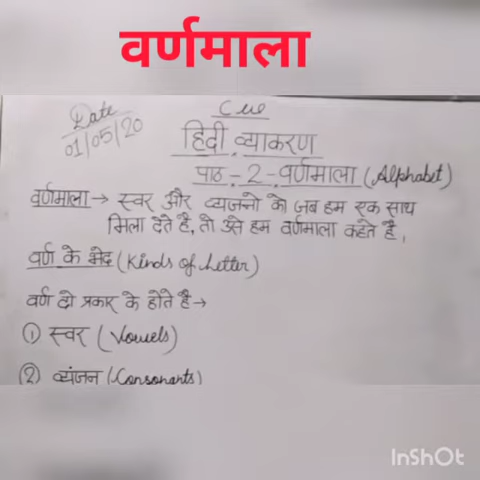 वर्णमाला
Date
01/05/20
C.W
हिंदी व्याकरण
पाठ-2-वर्णमाला (Alphabet)
वर्णमाला → स्वर और व्यजनो को जब हम एक साथ
मिला देते है, तो उसे हम वर्णमाला कहते है,
वर्ण के भेद (Kinds of Letter)
वर्ण दो प्रकार के होते है →
① स्वर (Vowels)
② व्यंजन (Consonants)
InShOt